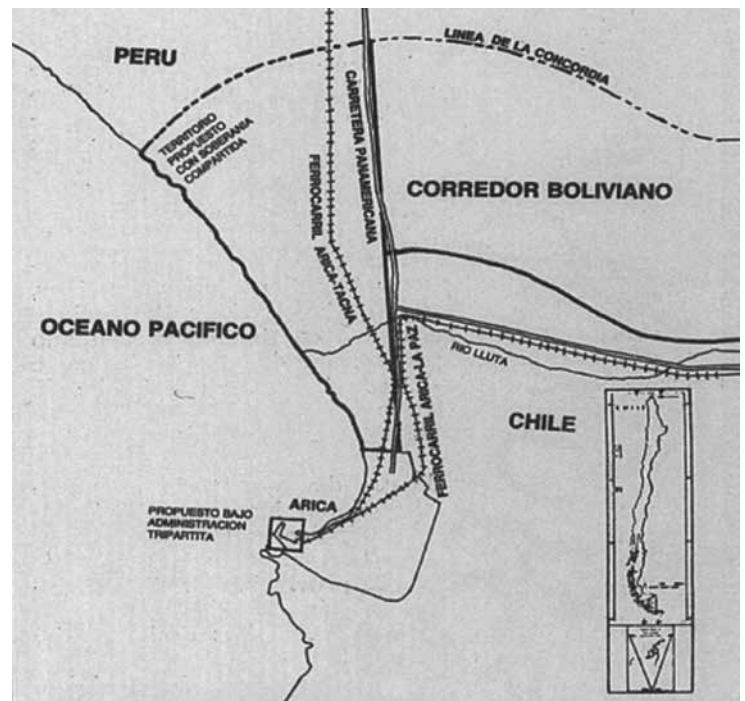 PERU
LINEA DE LA CONCORDIA
TERRITORIO
PROPUESTO
CON SOBERANIA
COMPARTIDA
FERROCARRIL ARICA-TACNA
CARRETERA PANAMERICANA
CORREDOR BOLIVIANO
OCEANO PACIFICO
RIO LLUTA
FERROCARRIL ARICA-LA PAZ
CHILE
ARICA
PROPUESTO BAJO
ADMINISTRACION
TRIPARTITA